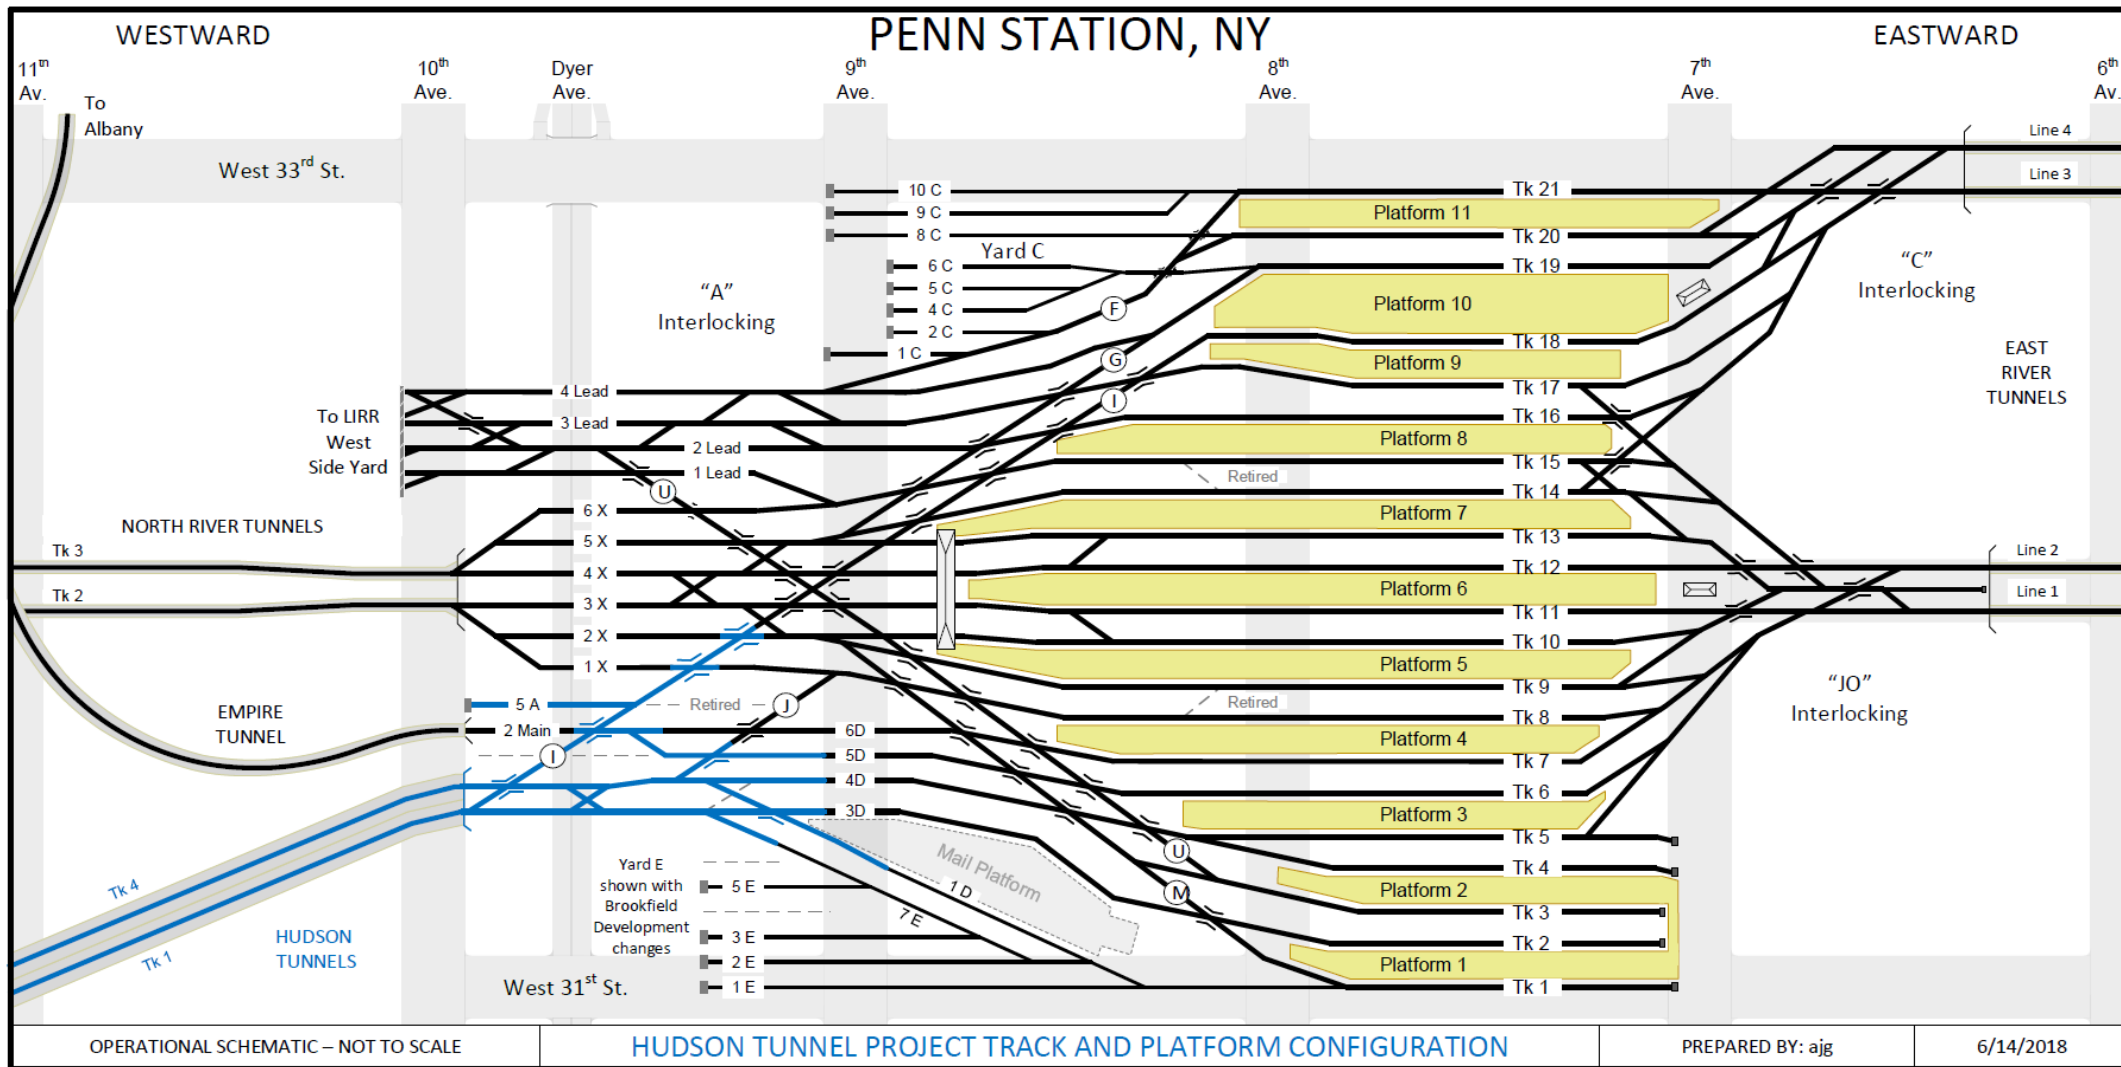 PENN STATION, NY
WESTWARD
EASTWARD
11th Av.
10th Ave.
Dyer Ave.
9th Ave.
8th Ave.
7th Ave.
6th Av.
To
Albany
West 33rd St.
Line 4
Line 3
10 C
9 C
8 C
Yard C
6 C
5 C
4 C
2 C
1 C
"A"
Interlocking
"C"
Interlocking
Tk 21
Platform 11
Tk 20
Tk 19
Platform 10
Tk 18
Platform 9
Tk 17
Tk 16
Platform 8
Tk 15
Retired
Tk 14
Platform 7
Tk 13
Tk 12
Platform 6
Tk 11
Tk 10
Platform 5
Tk 9
Retired
Tk 8
Platform 4
Tk 7
Tk 6
Platform 3
Tk 5
Tk 4
Platform 2
Tk 3
Tk 2
Platform 1
Tk 1
F
G
I
U
J
I
U
M
EAST
RIVER
TUNNELS
To LIRR
West
Side Yard
4 Lead
3 Lead
2 Lead
1 Lead
NORTH RIVER TUNNELS
Tk 3
Tk 2
6 X
5 X
4 X
3 X
2 X
1 X
Line 2
Line 1
"JO"
Interlocking
EMPIRE
TUNNEL
5 A
Retired
2 Main
6D
5D
4D
3D
Mail Platform
1 D
7 E
Yard E
shown with
Brookfield
Development
changes
5 E
3 E
2 E
1 E
Tk 4
Tk 1
HUDSON
TUNNELS
West 31st St.
OPERATIONAL SCHEMATIC – NOT TO SCALE
HUDSON TUNNEL PROJECT TRACK AND PLATFORM CONFIGURATION
PREPARED BY: ajg
6/14/2018